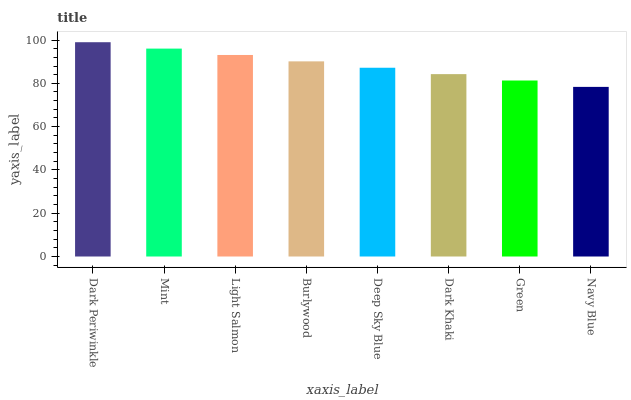 title
100
80
60
40
20
0
yaxis_label
Dark Periwinkle
Mint
Light Salmon
Burlywood
Deep Sky Blue
Dark Khaki
Green
Navy Blue
xaxis_label